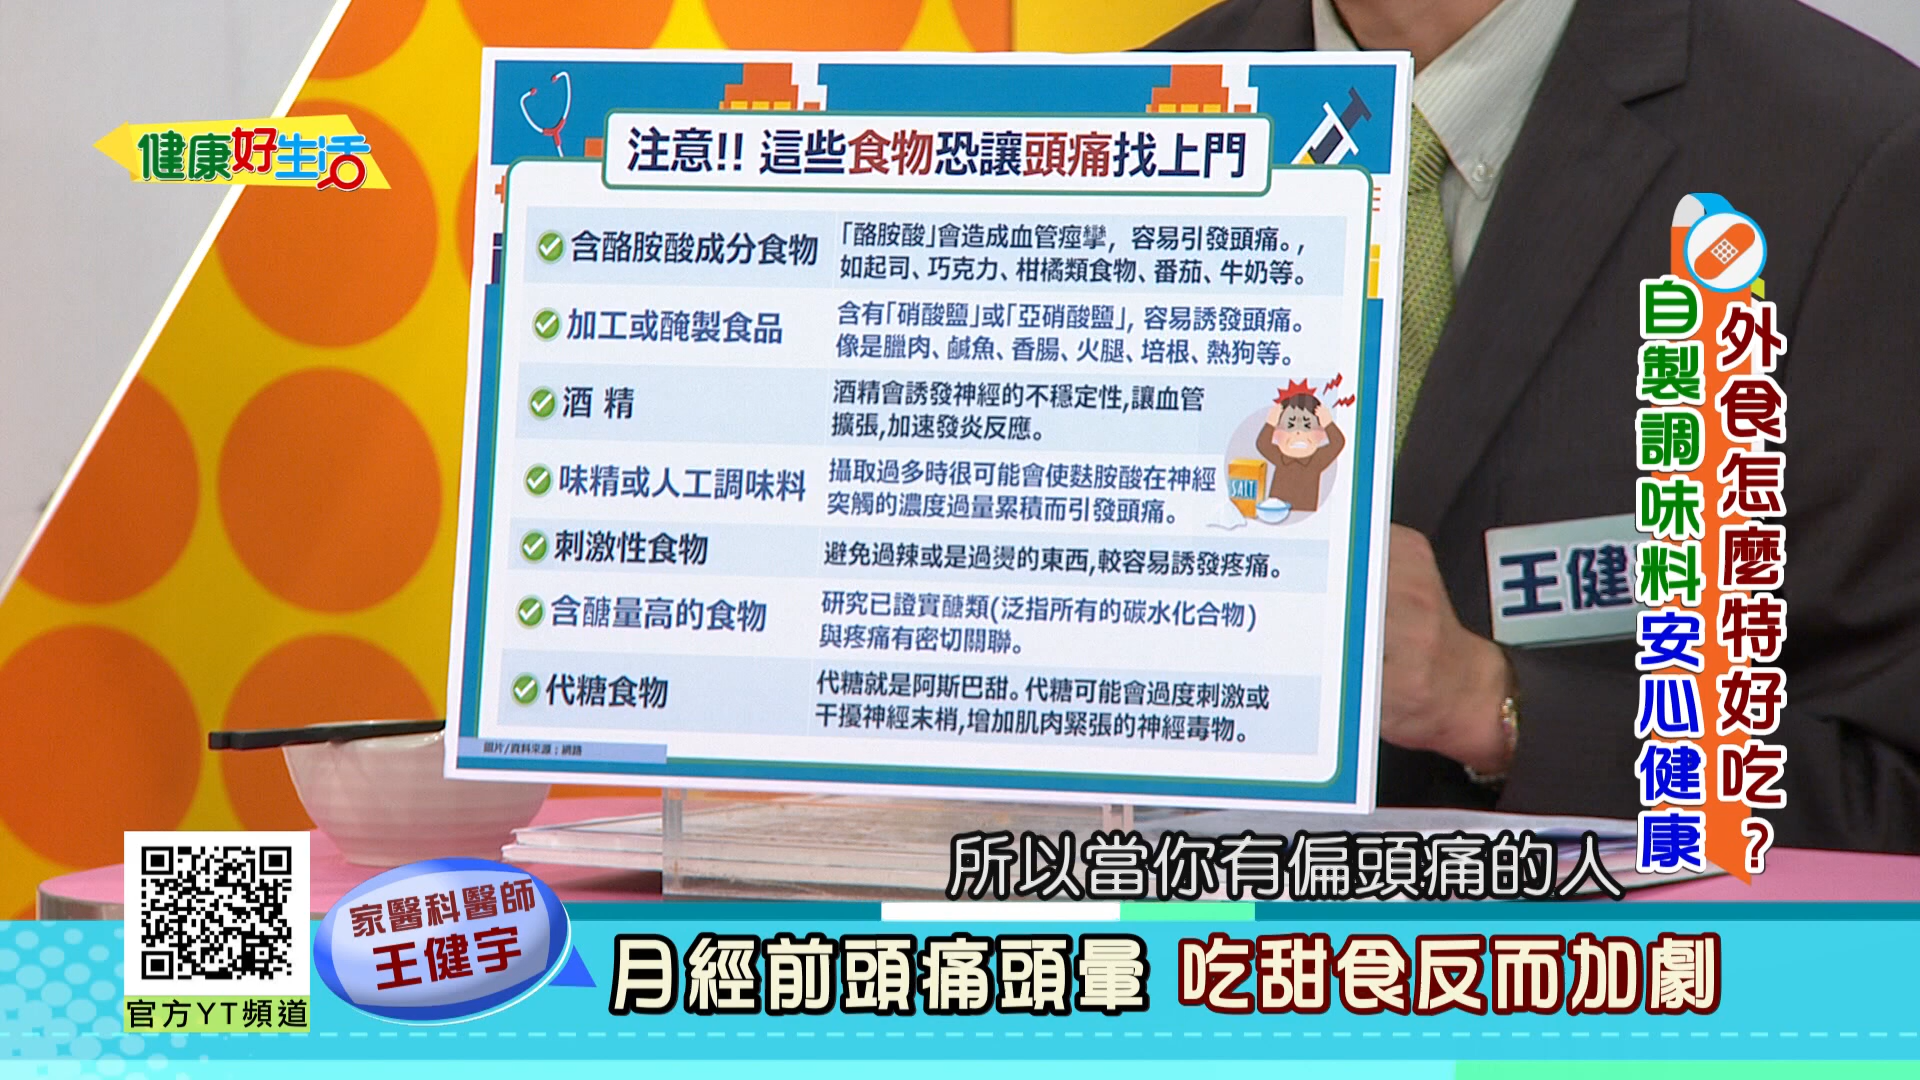 健康好生活
注意!! 這些食物恐讓頭痛找上門
含酪胺酸成分食物
「酪胺酸」會造成血管痙攣，容易引發頭痛。,
如起司、巧克力、柑橘類食物、番茄、牛奶等。
加工或醃製食品
含有「硝酸鹽」或「亞硝酸鹽」, 容易誘發頭痛。
像是臘肉、鹹魚、香腸、火腿、培根、熱狗等。
酒 精
酒精會誘發神經的不穩定性,讓血管
擴張,加速發炎反應。
味精或人工調味料
攝取過多時很可能會使麩胺酸在神經
突觸的濃度過量累積而引發頭痛。
SALT
刺激性食物
避免過辣或是過燙的東西,較容易誘發疼痛。
含醣量高的食物
研究已證實醣類(泛指所有的碳水化合物)
與疼痛有密切關聯。
代糖食物
代糖就是阿斯巴甜。代糖可能會過度刺激或
干擾神經末梢,增加肌肉緊張的神經毒物。
圖片/資料來源：網路
王健
外食怎麼特好吃?
自製調味料安心健康
所以當你有偏頭痛的人
家醫科醫師
王健宇
月經前頭痛頭暈 吃甜食反而加劇
官方YT頻道